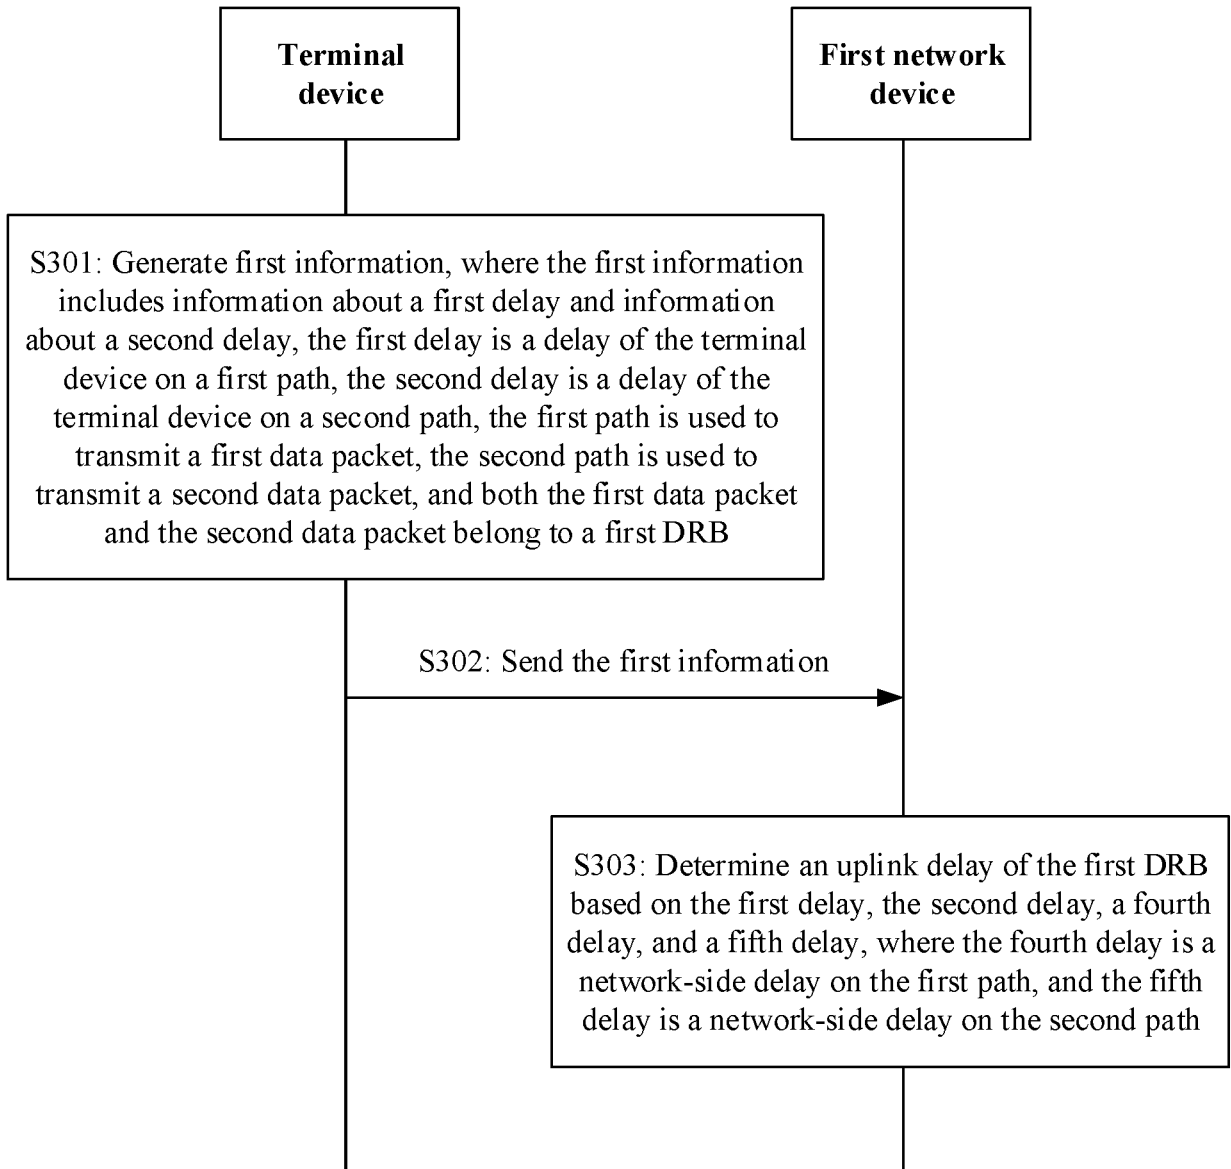 Terminal
device
First network
device
S301: Generate first information, where the first information
includes information about a first delay and information
about a second delay, the first delay is a delay of the terminal
device on a first path, the second delay is a delay of the
terminal device on a second path, the first path is used to
transmit a first data packet, the second path is used to
transmit a second data packet, and both the first data packet
and the second data packet belong to a first DRB
S302: Send the first information
S303: Determine an uplink delay of the first DRB
based on the first delay, the second delay, a fourth
delay, and a fifth delay, where the fourth delay is a
network-side delay on the first path, and the fifth
delay is a network-side delay on the second path